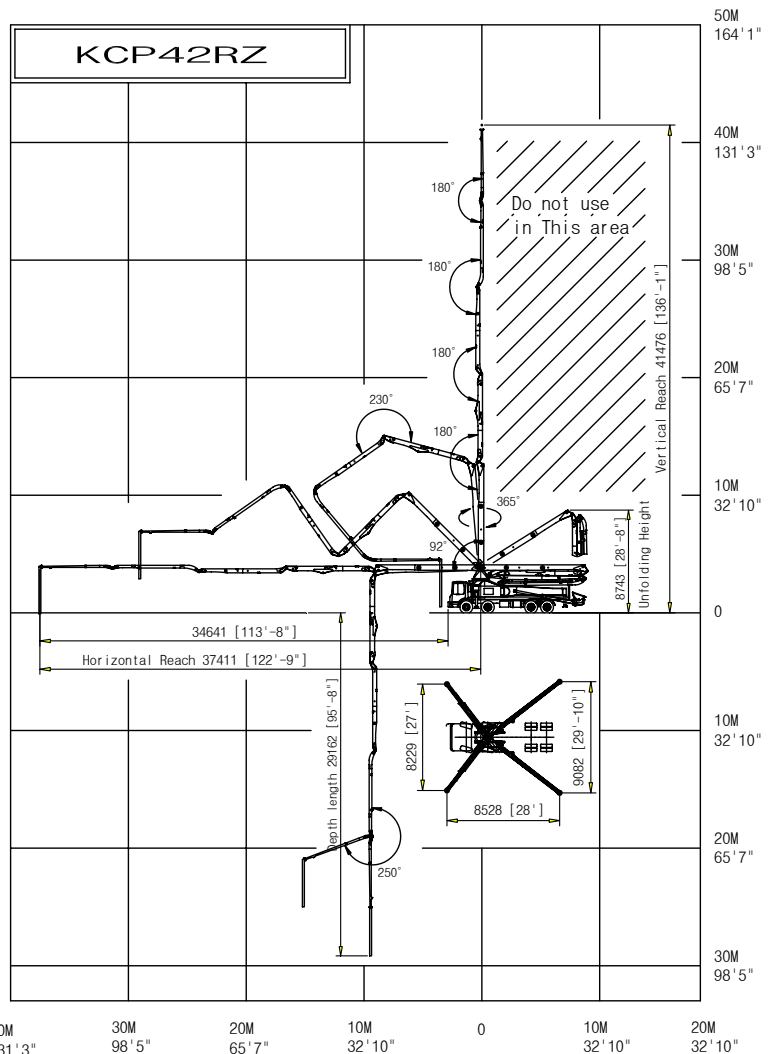 KCP42RZ
50M
164'1"
40M
131'3"
30M
98'5"
20M
65'7"
10M
32'10"
0
10M
32'10"
20M
65'7"
30M
98'5"
Do not use
in This area
180°
180°
180°
180°
230°
365°
92°
250°
Vertical Reach 41476 [136'-1"]
8743 [28'-8"]
Unfolding Height
34641 [113'-8"]
Horizontal Reach 37411 [122'-9"]
Depth length 29162 [95'-8"]
8229 [27']
9082 [29'-10"]
8528 [28']
0M
31'3"
30M
98'5"
20M
65'7"
10M
32'10"
0
10M
32'10"
20M
32'10"